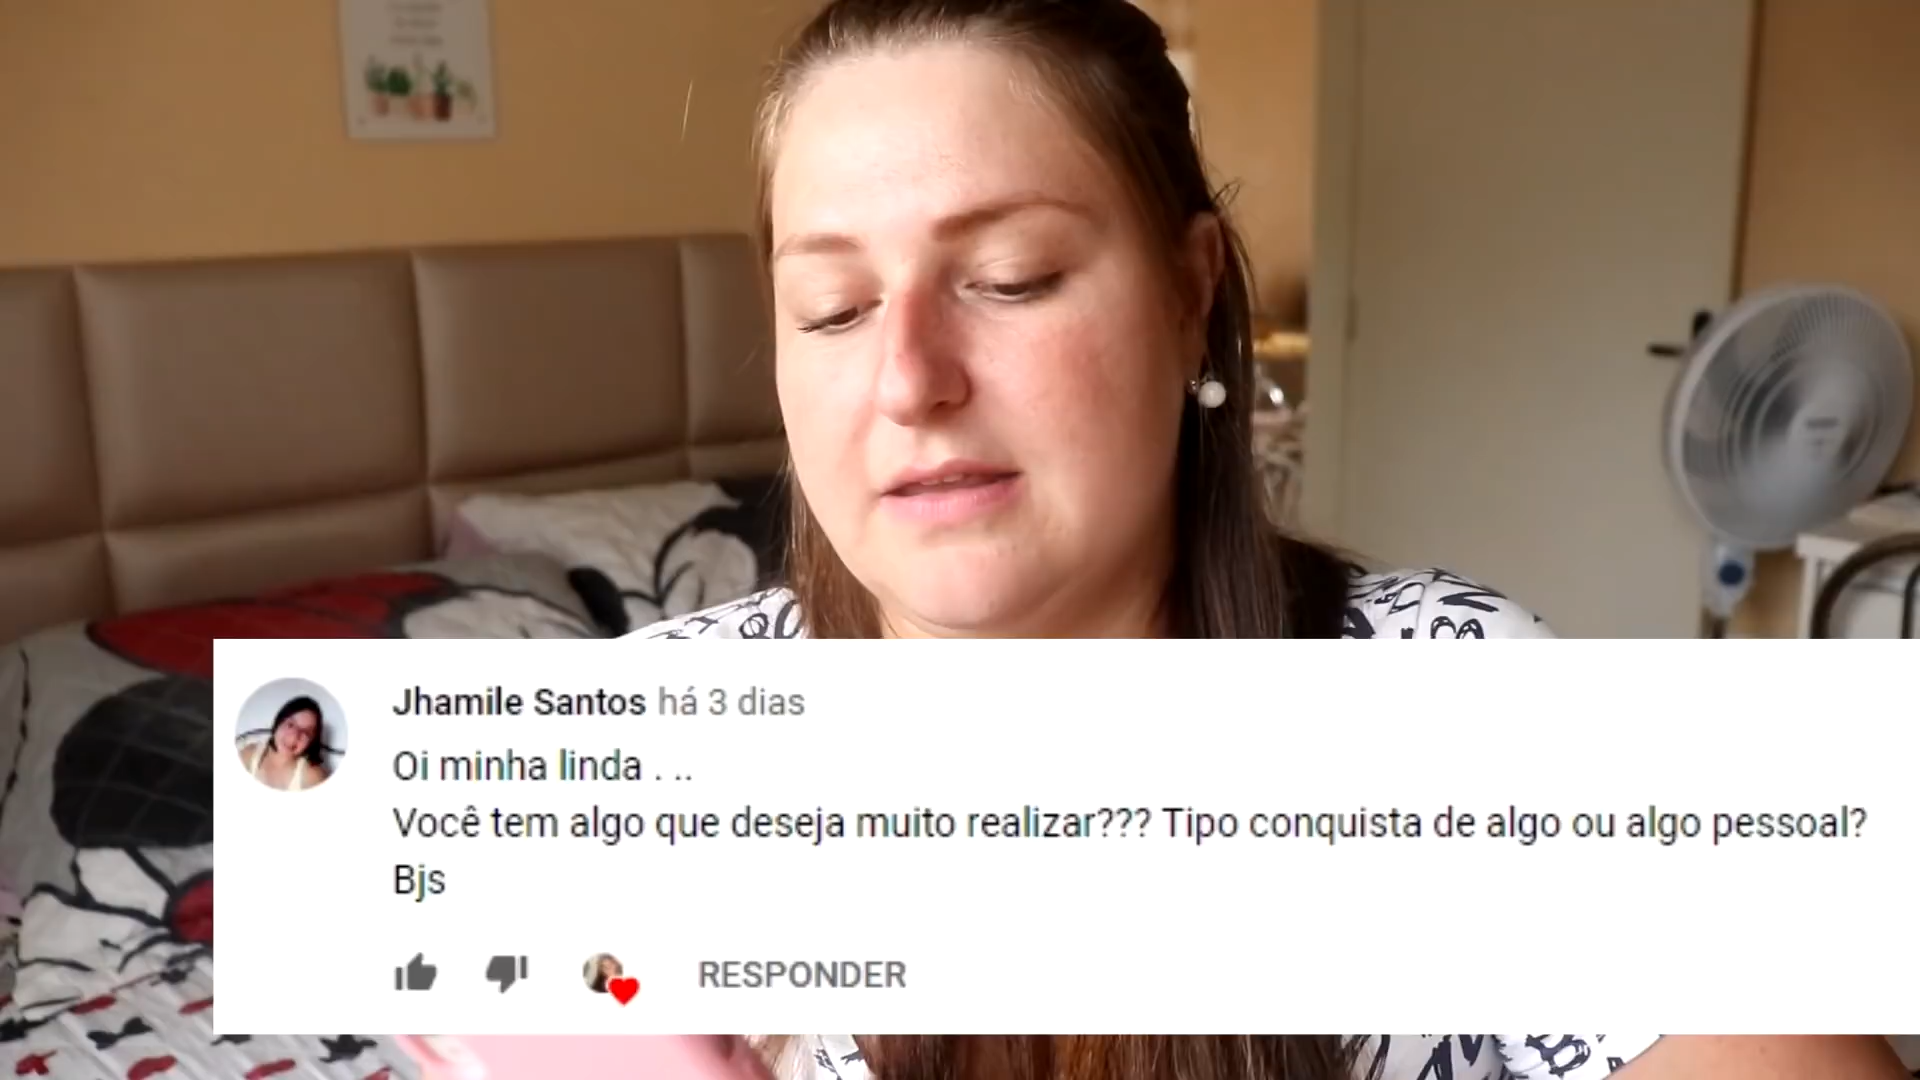 Jhamile Santos há 3 dias
Oi minha linda . ..
Você tem algo que deseja muito realizar??? Tipo conquista de algo ou algo pessoal?
Bjs
RESPONDER